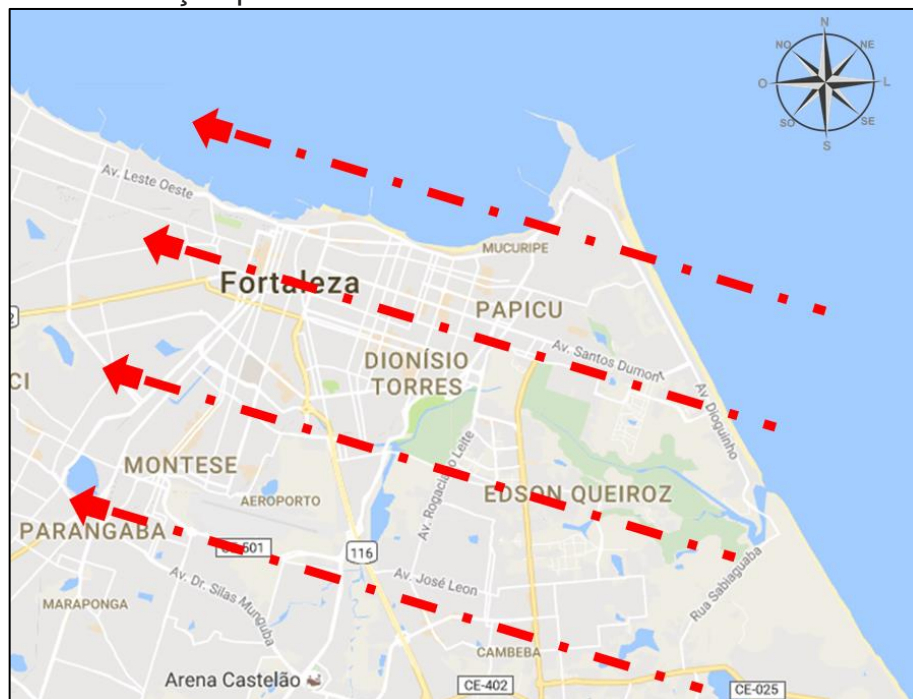 N
NO
NE
O
L
SO
SE
S
Av. Leste Oeste
MUCURIPE
Fortaleza
PAPICU
DIONÍSIO
TORRES
Av. Santos Dumont
Av. Dioguinho
CI
MONTESE
AEROPORTO
Av. Rogaciano Leite
EDSON QUEIROZ
PARANGABA
501
116
Av. José Leon
Rua Sabiaguaba
MARAPONGA
Av. Dr. Silas Munguba
CAMBEBA
Arena Castelão
CE-402
CE-025